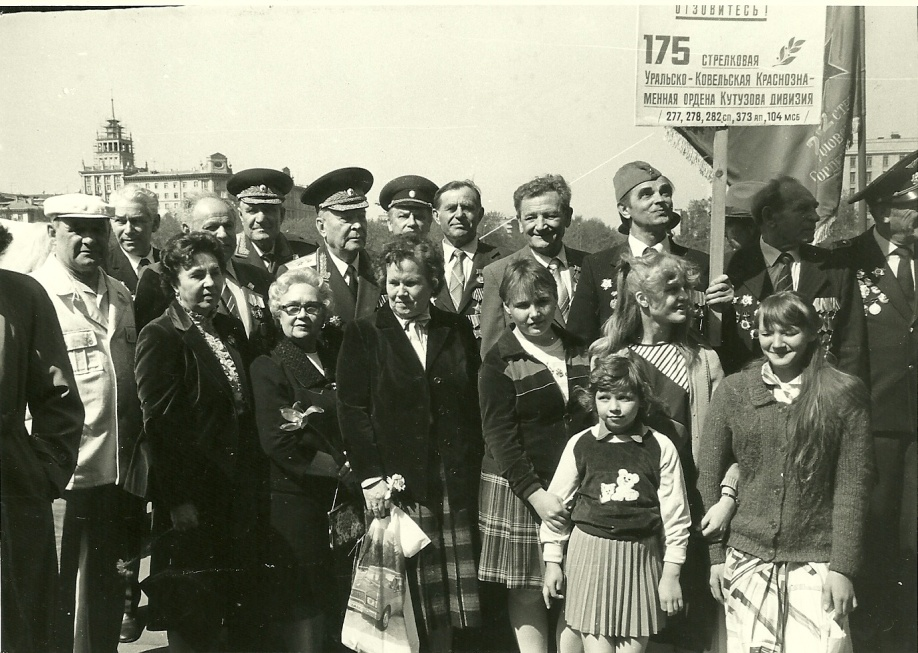 ОТЗОВИТЕСЬ!
175 СТРЕЛКОВАЯ
УРАЛЬСКО-КОВЕЛЬСКАЯ КРАСНОЗНА-
МЕННАЯ ОРДЕНА КУТУЗОВА ДИВИЗИЯ
277, 278, 282 СП, 373 АП, 104 МСБ